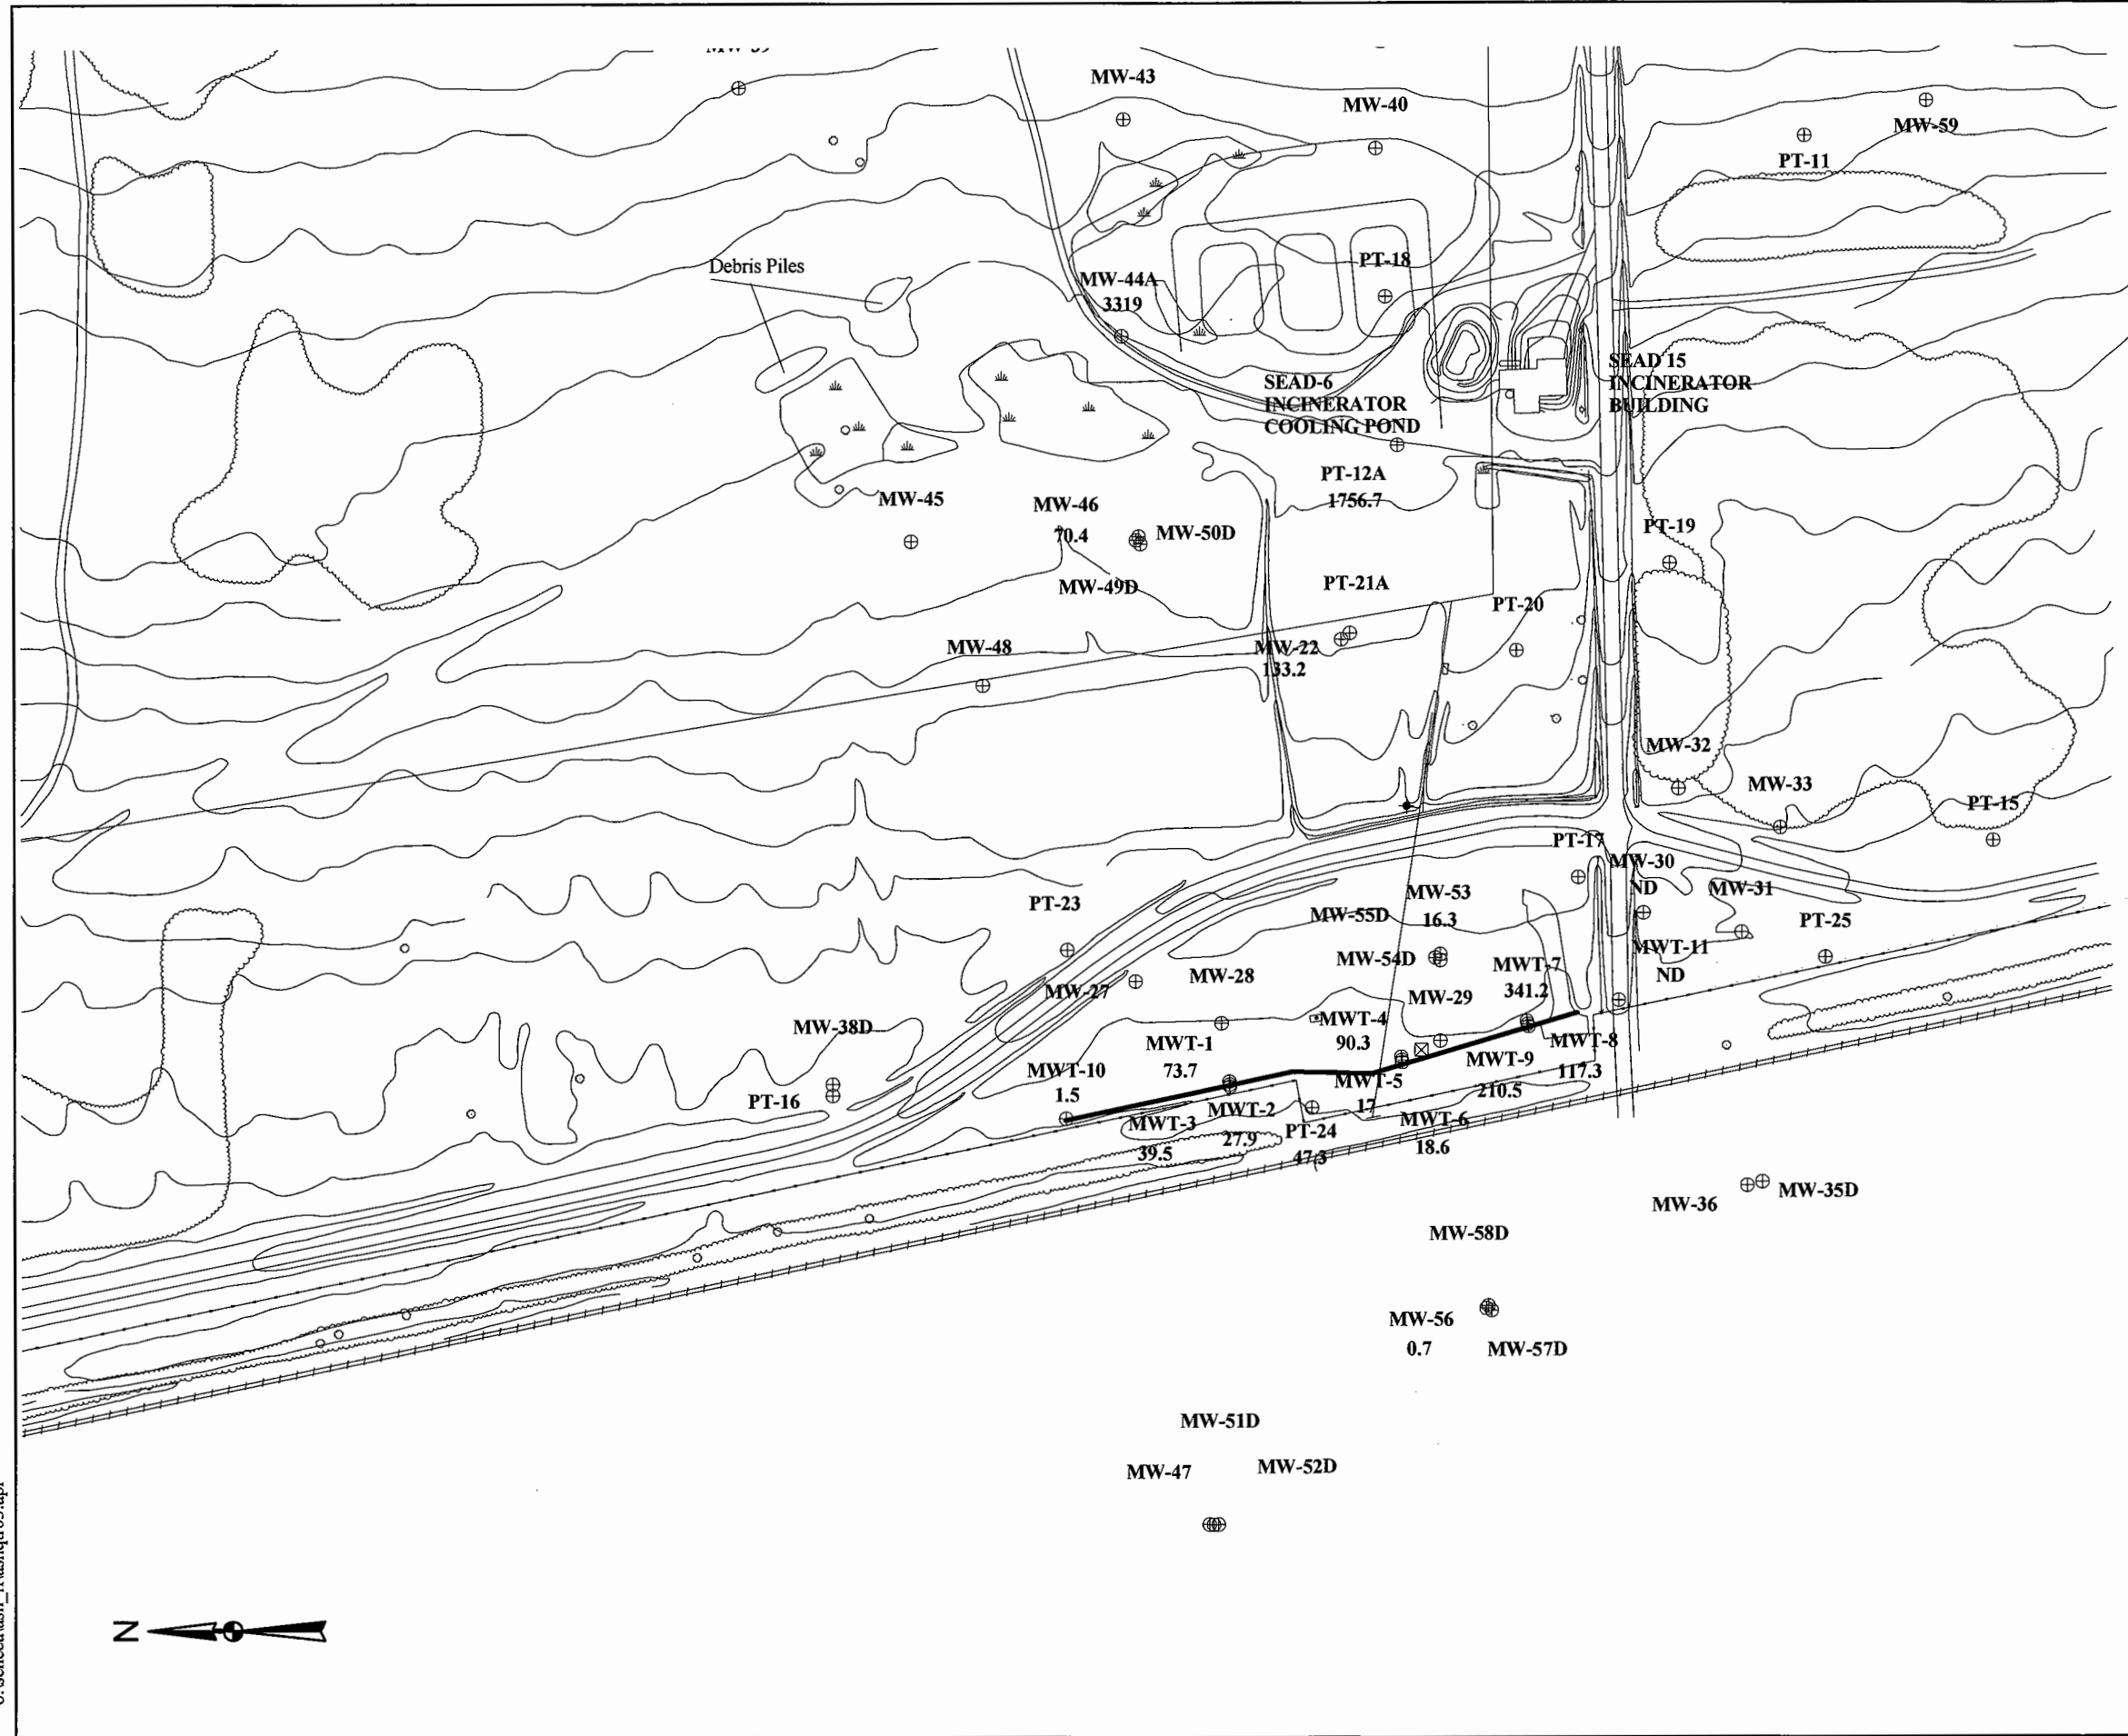 MW-43
MW-40
MW-59
PT-11
Debris Piles
PT-18
MW-44A
3319
SEAD-6
INCINERATOR
COOLING POND
SEAD 15
INCINERATOR
BUILDING
PT-12A
1756.7
MW-45
MW-46
70.4
MW-50D
MW-49D
PT-19
PT-21A
PT-20
MW-48
MW-22
133.2
MW-32
MW-33
PT-15
PT-17
MW-30
ND
MW-31
PT-25
PT-23
MW-53
16.3
MW-55D
MW-54D
MWT-7
341.2
MWT-11
ND
MW-28
MW-27
MW-29
MW-38D
MWT-4
90.3
MWT-1
73.7
MWT-8
117.3
MWT-9
210.5
MWT-10
1.5
MWT-5
17
PT-16
MWT-2
27.9
MWT-3
39.5
PT-24
47.3
MWT-6
18.6
MW-36
MW-35D
MW-58D
MW-56
0.7
MW-57D
MW-51D
MW-47
MW-52D
N